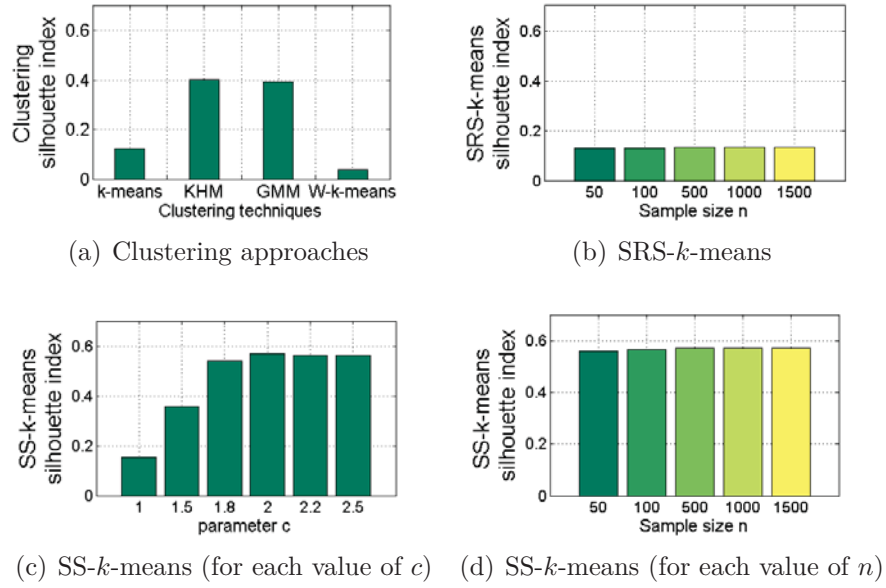 Clustering
silhouette index
0.6
0.4
0.2
0
k-means KHM GMM W-k-means
Clustering techniques
(a) Clustering approaches
SRS-k-means
silhouette index
0.6
0.4
0.2
0
50 100 500 1000 1500
Sample size n
(b) SRS-k-means
SS-k-means
silhouette index
0.6
0.4
0.2
0
1 1.5 1.8 2 2.2 2.5
parameter c
(c) SS-k-means (for each value of c)
SS-k-means
silhouette index
0.6
0.4
0.2
0
50 100 500 1000 1500
Sample size n
(d) SS-k-means (for each value of n)